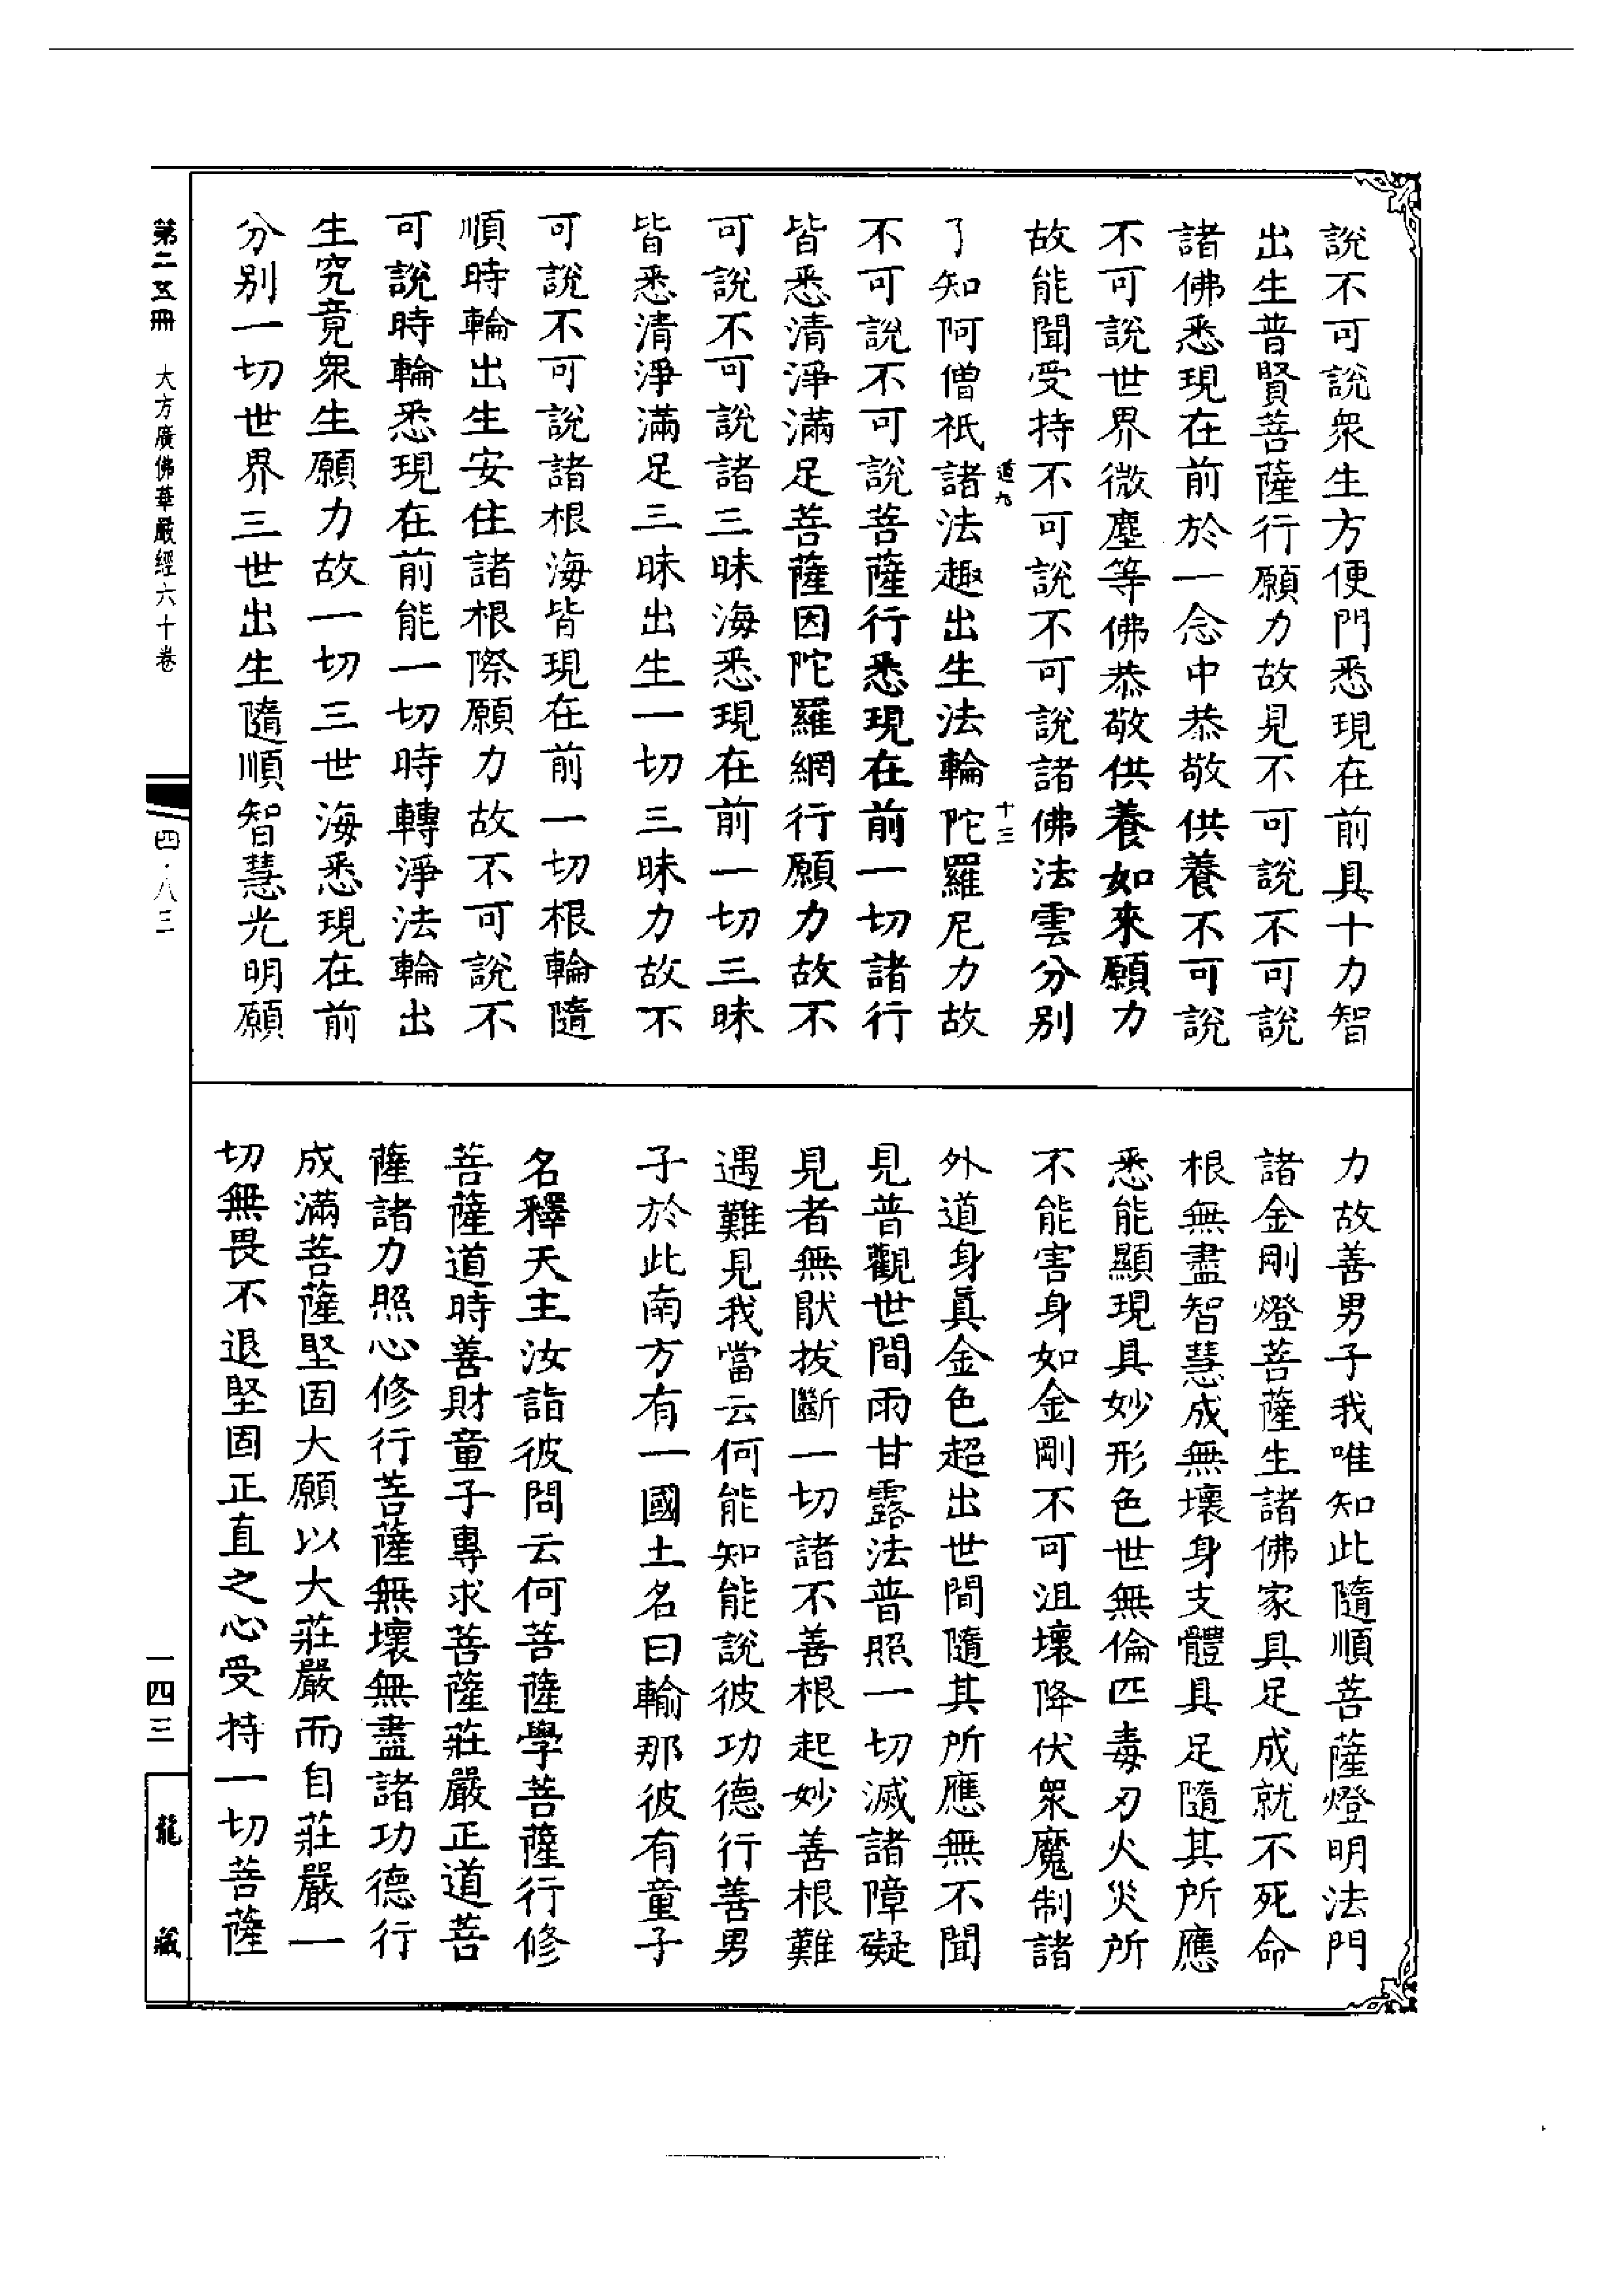 說不可說眾生方便門悉現在前具十力智
出生普賢菩薩行願力故見不可說不可說
諸佛悉現在前於一念中恭敬供養不可說
不可說世界微塵等佛恭敬供養如來願力
故能聞受持不可說不可說諸佛法雲分別
道九
十三
了知阿僧祇諸法趣出生法輪陀羅尼力故
不可說不可說菩薩行悉現在前一切諸行
皆悉清淨滿足菩薩因陀羅網行願力故不
可說不可說諸三昧海悉現在前一切三昧
皆悉清淨滿足三昧出生一切三昧力故不
可說不可說諸根海皆現在前一切根輪隨
順時輪出生安住諸根際願力故不可說不
可說時輪悉現在前能一切時轉淨法輪出
生究竟眾生願力故一切三世海悉現在前
分別一切世界三世出生隨順智慧光明願
力故善男子我唯知此隨順菩薩燈明法門
諸金剛燈菩薩生諸佛家具足成就不死命
根無盡智慧成無壞身支體具足隨其所應
悉能顯現具妙形色世無倫匹毒刃火災所
不能害身如金剛不可沮壞降伏眾魔制諸
外道身真金色超出世間隨其所應無不聞
見普觀世間雨甘露法普照一切滅諸障礙
見者無猒拔斷一切諸不善根起妙善根難
遇難見我當云何能知能說彼功德行善男
子於此南方有一國土名曰輸那彼有童子
名釋天主汝詣彼問云何菩薩學菩薩行修
菩薩道時善財童子專求菩薩莊嚴正道菩
薩諸力照心修行菩薩無壞無盡諸功德行
成滿菩薩堅固大願以大莊嚴而自莊嚴一
切無畏不退堅固正直之心受持一切菩薩
第二五冊 大方廣佛華嚴經六十卷
四·八三
一四三
龍藏